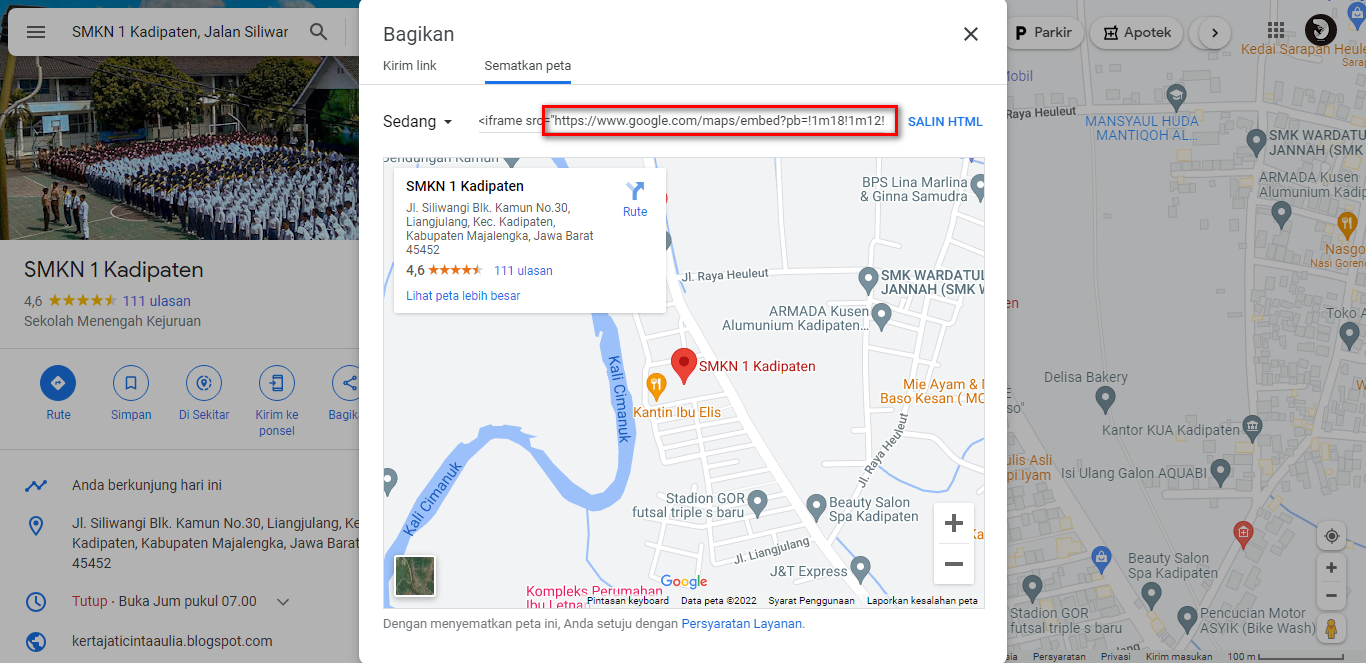 SMKN 1 Kadipaten, Jalan Siliwar
SMKN 1 Kadipaten
4,6
111 ulasan
Sekolah Menengah Kejuruan
Rute
Simpan
Di Sekitar
Kirim ke
ponsel
Bagik
Anda berkunjung hari ini
Jl. Siliwangi Blk. Kamun No.30, Liangjulang, Ke
Kadipaten, Kabupaten Majalengka, Jawa Barat
45452
Tutup · Buka Jum pukul 07.00
kertajaticintaaulia.blogspot.com
Bagikan
Kirim link
Sematkan peta
Sedang
<iframe src="https://www.google.com/maps/embed?pb=!1m18!1m12!
SALIN HTML
SMKN 1 Kadipaten
Jl. Siliwangi Blk. Kamun No.30,
Liangjulang, Kec. Kadipaten,
Kabupaten Majalengka, Jawa Barat
45452
4,6
111 ulasan
Lihat peta lebih besar
Rute
BPS Lina Marlina
& Ginna Samudra
Jl. Raya Heuleut
SMK WARDATUL
JANNAH (SMK W
ARMADA Kusen
Alumunium Kadipaten...
SMKN 1 Kadipaten
Kantin Ibu Elis
Mie Ayam &
Baso Kesan ( MC
Kali Cimanuk
Kali Cimanuk
Jl. Raya Heuleut
Stadion GOR
futsal triple s baru
Beauty Salon
Spa Kadipaten
Jl. Liangjulang
J&T Express
Kompleks Perumahan
Google
Pintasan keyboard
Data peta ©2022
Syarat Penggunaan
Laporkan kesalahan peta
Dengan menyematkan peta ini, Anda setuju dengan Persyaratan Layanan.
P Parkir
Apotek
Kedai Sarapan Heule
Sarap
Mobil
Raya Heuleut
MANSYAUL HUDA
MANTIQOH AL...
SMK WARDATU
JANNAH (SMK
ARMADA Kusen
Alumunium Kad
Nasgo
Nasi Goreng
Toko A
Delisa Bakery
Kantor KUA Kadipaten
Isi Ulang Galon AQUABI
Beauty Salon
Spa Kadipaten
Stadion GOR
futsal triple s baru
Pencucian Motor
ASYIK (Bike Wash)
Persyaratan
Privasi
Kirim masukan
100 m